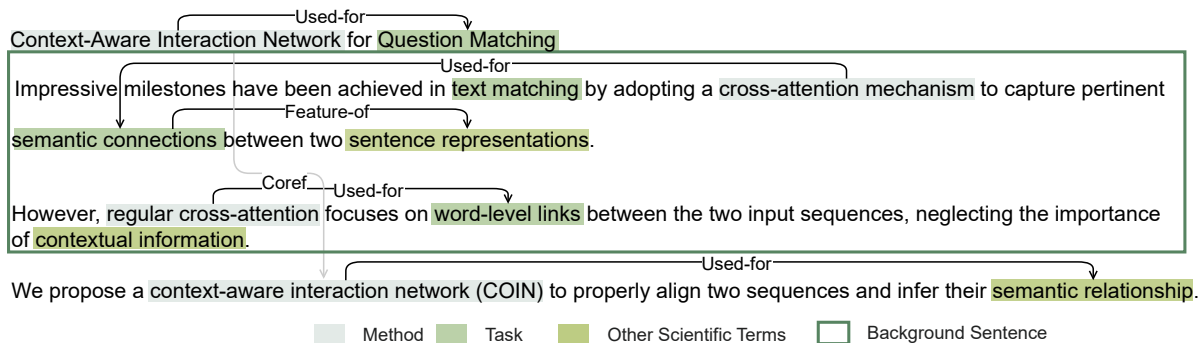 Used-for
Context-Aware Interaction Network for Question Matching
Used-for
Impressive milestones have been achieved in text matching by adopting a cross-attention mechanism to capture pertinent
Feature-of
semantic connections between two sentence representations.
Coref Used-for
However, regular cross-attention focuses on word-level links between the two input sequences, neglecting the importance
of contextual information.
Used-for
We propose a context-aware interaction network (COIN) to properly align two sequences and infer their semantic relationship.
Method Task Other Scientific Terms Background Sentence